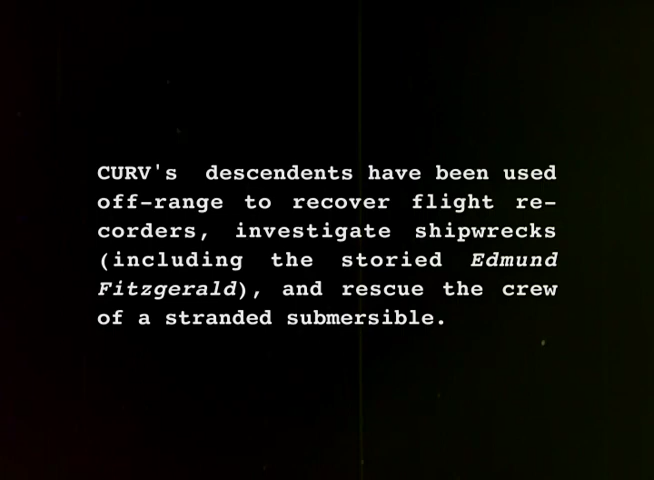 CURV's descendents have been used
off-range to recover flight re-
corders, investigate shipwrecks
(including the storied Edmund
Fitzgerald), and rescue the crew
of a stranded submersible.